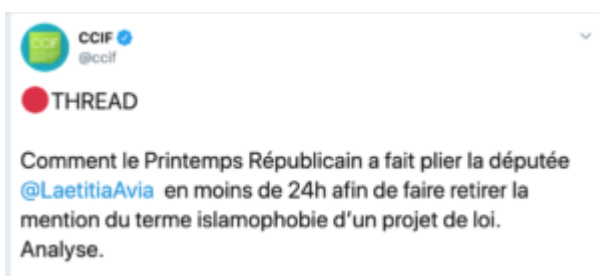 CCIF
CCIF
@ccif
THREAD
Comment le Printemps Républicain a fait plier la députée
@LaetitiaAvia en moins de 24h afin de faire retirer la
mention du terme islamophobie d'un projet de loi.
Analyse.